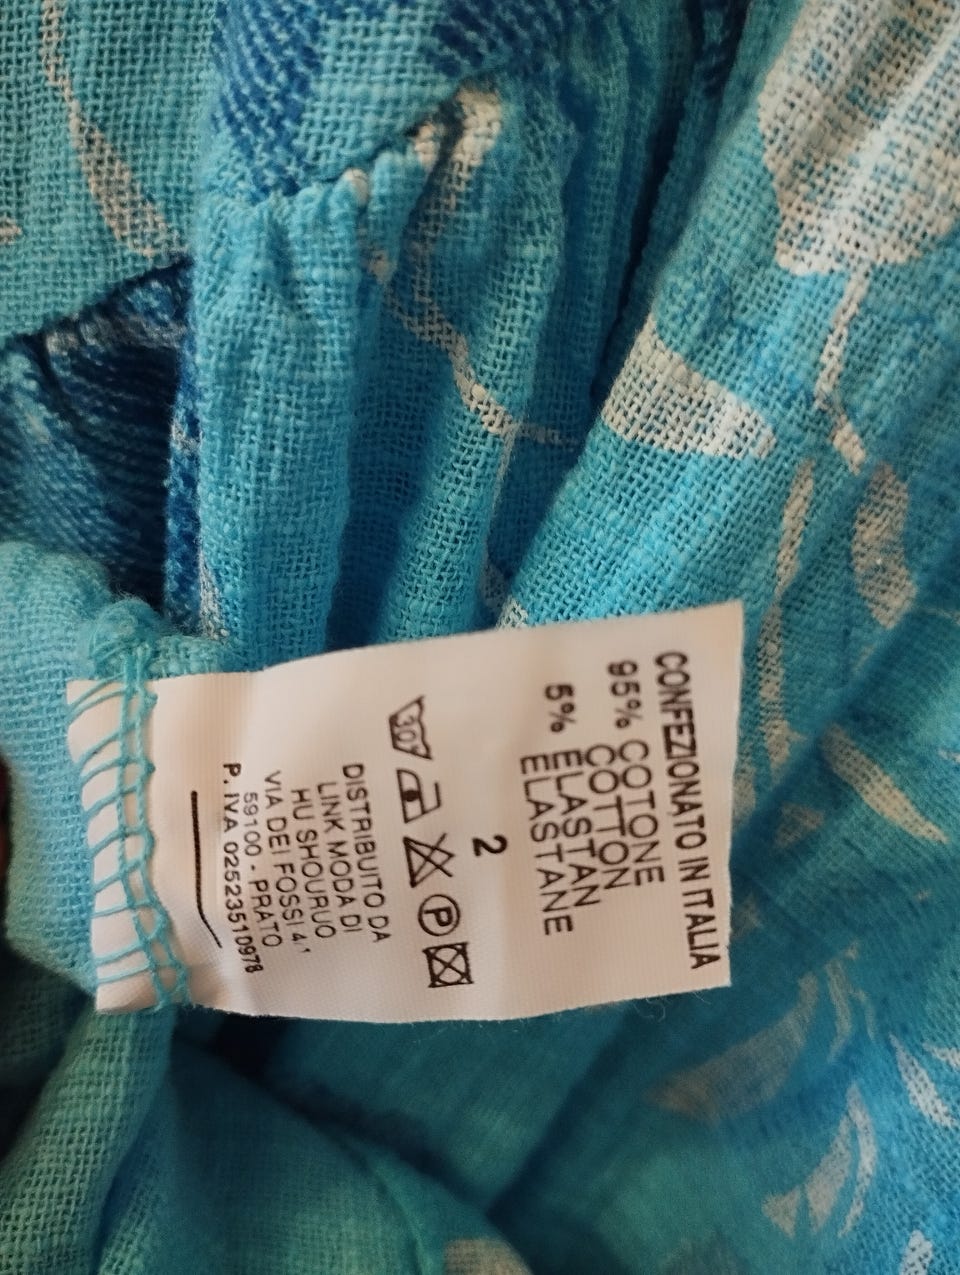 CONFEZIONATO IN ITALIA
95% COTONE
COTTON
5% ELASTAN
ELASTANE
2
30°
P
DISTRIBUITO DA
LINK MODA DI
HU SHOURUO
VIA DEI FOSSI 4/
59100 - PRATO
P. IVA 02523510978